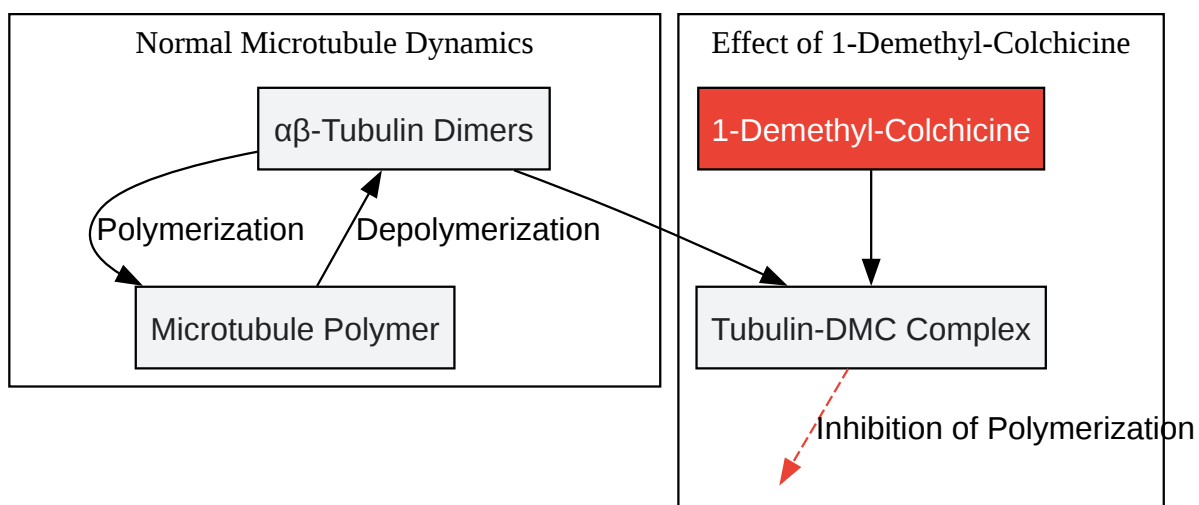 Normal Microtubule Dynamics
αβ-Tubulin Dimers
Polymerization
Depolymerization
Microtubule Polymer
Effect of 1-Demethyl-Colchicine
1-Demethyl-Colchicine
Tubulin-DMC Complex
Inhibition of Polymerization